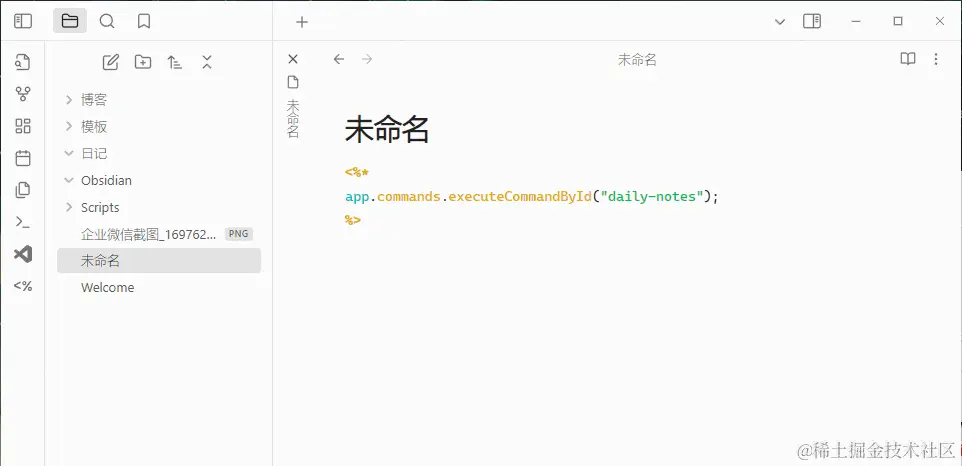 未命名
博客
模板
日记
Obsidian
Scripts
企业微信截图_169762... PNG
未命名
Welcome
<%
未命名
未命名
<%*
app.commands.executeCommandById("daily-notes");
%>
@稀土掘金技术社区